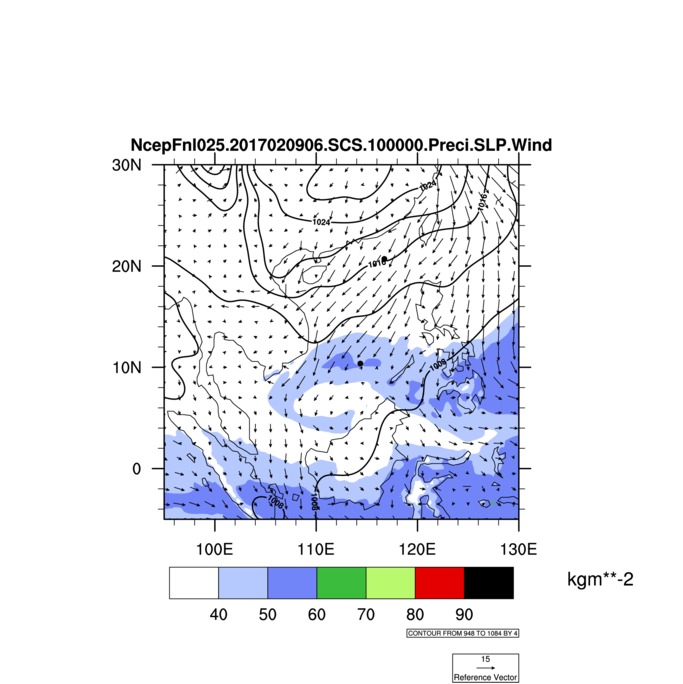 NcepFnl025.2017020906.SCS.100000.Preci.SLP.Wind
30N
1024
1016
1024
20N
1016
10N
1008
0
1008
1008
100E 110E 120E 130E
kgm**-2
40 50 60 70 80 90
CONTOUR FROM 948 TO 1084 BY 4
15
Reference Vector